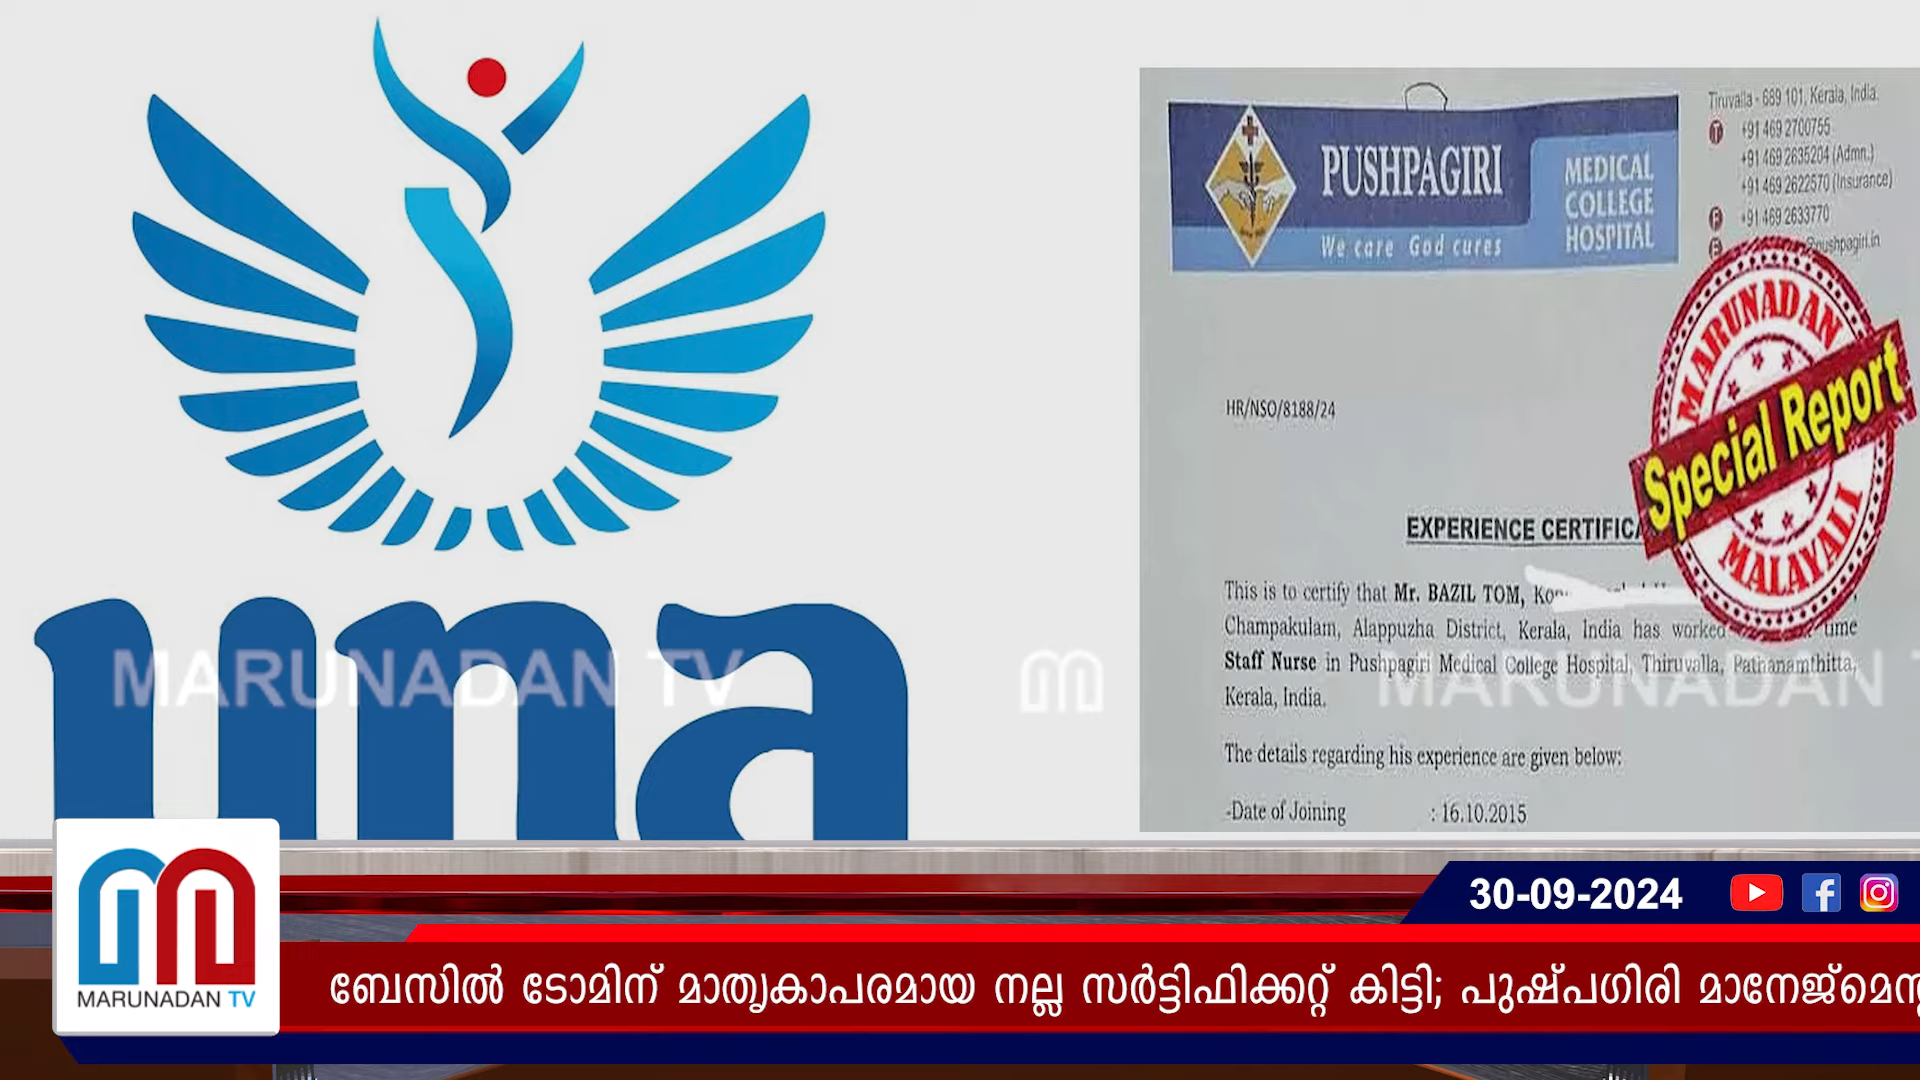 una
PUSHPAGIRI
We care God cures
MEDICAL
COLLEGE
HOSPITAL
Tiruvalla - 689 101, Kerala, India.
T +91 469 2700755
+91 469 2635204 (Admn.)
+91 469 2622570 (Insurance)
F +91 469 2633770
E pushpagiri.in
HR/NSO/8188/24
MARUNADAN
Special Report
MALAYALI
EXPERIENCE
This is to certify that Mr. BAZIL TOM,
Champakulam, Alappuzha District, Kerala, India has worked time
Staff Nurse in Pushpagiri Medical College Hospital, Thiruvalla, Pathanamthitta,
Kerala, India.
The details regarding his experience are given below:
-Date of Joining : 16.10.2015
MARUNADAN TV
MARUNADAN
30-09-2024
MARUNADAN TV
ബേസിൽ ടോമിന് മാതൃകാപരമായ നല്ല സർട്ടിഫിക്കറ്റ് കിട്ടി; പുഷ്പഗിരി